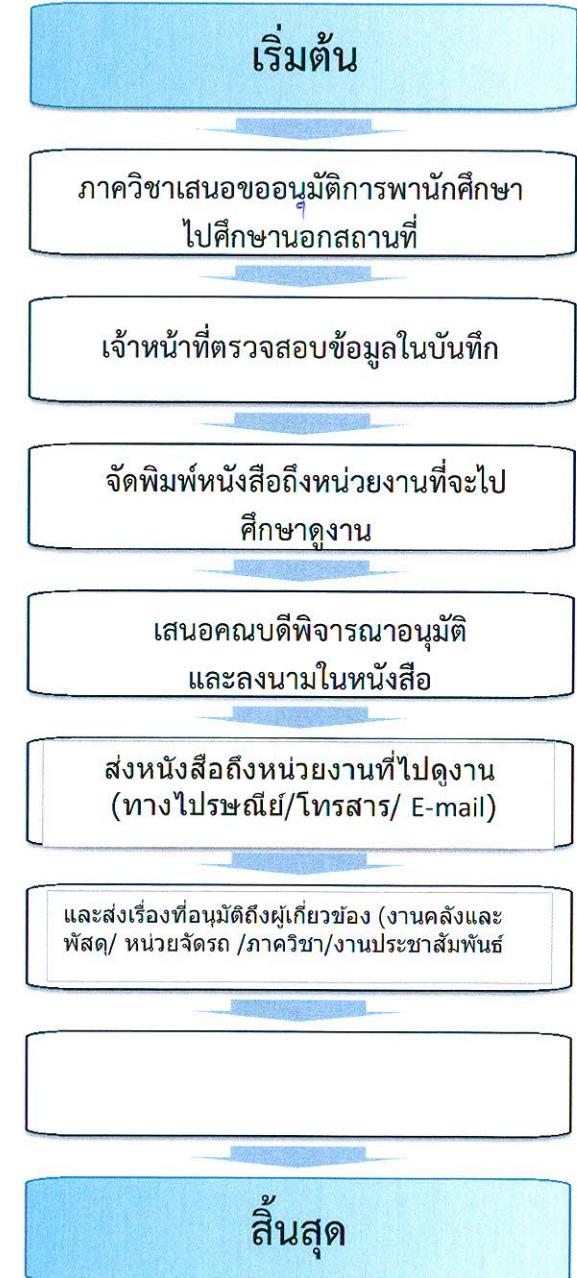 เริ่มต้น
ภาควิชาเสนอขออนุมัติการพานักศึกษา
ไปศึกษานอกสถานที่
เจ้าหน้าที่ตรวจสอบข้อมูลในบันทึก
จัดพิมพ์หนังสือถึงหน่วยงานที่จะไป
ศึกษาดูงาน
เสนอคณบดีพิจารณาอนุมัติ
และลงนามในหนังสือ
ส่งหนังสือถึงหน่วยงานที่ไปดูงาน
(ทางไปรษณีย์/โทรสาร/ E-mail)
และส่งเรื่องที่อนุมัติถึงผู้เกี่ยวข้อง (งานคลังและ
พัสดุ/ หน่วยจัดรถ /ภาควิชา/งานประชาสัมพันธ์
สิ้นสุด